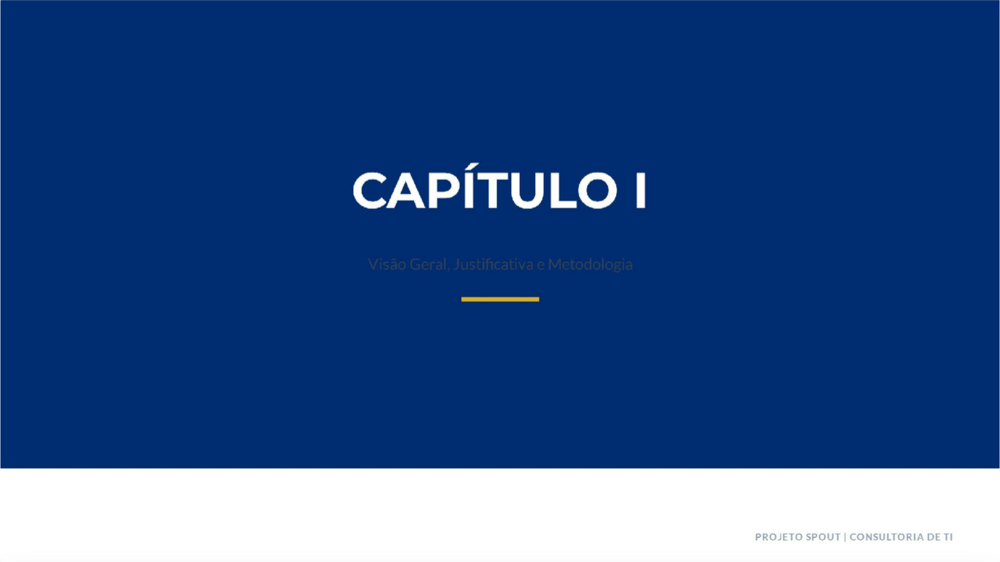 CAPÍTULO I
Visão Geral, Justificativa e Metodologia
PROJETO SPOUT | CONSULTORIA DE TI